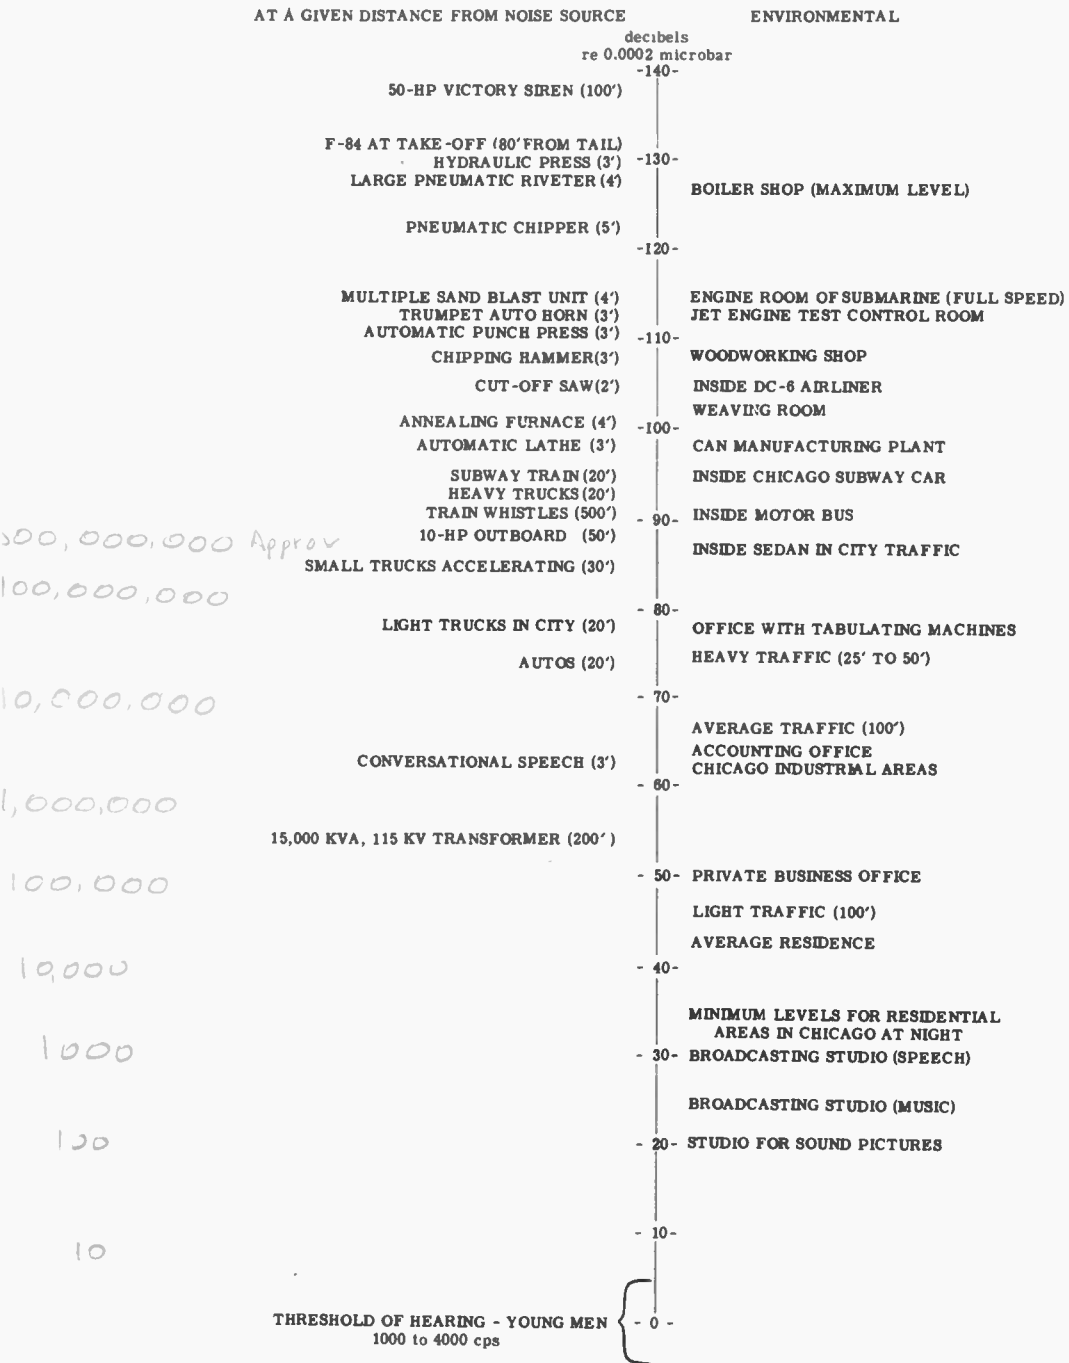 AT A GIVEN DISTANCE FROM NOISE SOURCE ENVIRONMENTAL
decibels
re 0.0002 microbar
-140-
50-HP VICTORY SIREN (100')
F-84 AT TAKE-OFF (80' FROM TAIL)
HYDRAULIC PRESS (3') -130-
LARGE PNEUMATIC RIVETER (4')
BOILER SHOP (MAXIMUM LEVEL)
PNEUMATIC CHIPPER (5')
-120-
MULTIPLE SAND BLAST UNIT (4') ENGINE ROOM OF SUBMARINE (FULL SPEED)
TRUMPET AUTO HORN (3') JET ENGINE TEST CONTROL ROOM
AUTOMATIC PUNCH PRESS (3') -110-
CHIPPING HAMMER (3') WOODWORKING SHOP
CUT-OFF SAW (2') INSIDE DC-6 AIRLINER
WEAVING ROOM
ANNEALING FURNACE (4') -100-
AUTOMATIC LATHE (3') CAN MANUFACTURING PLANT
SUBWAY TRAIN (20') INSIDE CHICAGO SUBWAY CAR
HEAVY TRUCKS (20')
TRAIN WHISTLES (500') - 90- INSIDE MOTOR BUS
00,000,000 Approx 10-HP OUTBOARD (50')
INSIDE SEDAN IN CITY TRAFFIC
SMALL TRUCKS ACCELERATING (30')
100,000,000
- 80-
LIGHT TRUCKS IN CITY (20') OFFICE WITH TABULATING MACHINES
AUTOS (20') HEAVY TRAFFIC (25' TO 50')
10,000,000 - 70-
AVERAGE TRAFFIC (100')
ACCOUNTING OFFICE
CONVERSATIONAL SPEECH (3') CHICAGO INDUSTRIAL AREAS
- 60-
1,000,000
15,000 KVA, 115 KV TRANSFORMER (200')
100,000 - 50- PRIVATE BUSINESS OFFICE
LIGHT TRAFFIC (100')
AVERAGE RESIDENCE
10,000 - 40-
MINIMUM LEVELS FOR RESIDENTIAL
AREAS IN CHICAGO AT NIGHT
1000 - 30- BROADCASTING STUDIO (SPEECH)
BROADCASTING STUDIO (MUSIC)
100 - 20- STUDIO FOR SOUND PICTURES
- 10-
10
THRESHOLD OF HEARING - YOUNG MEN - 0 -
1000 to 4000 cps